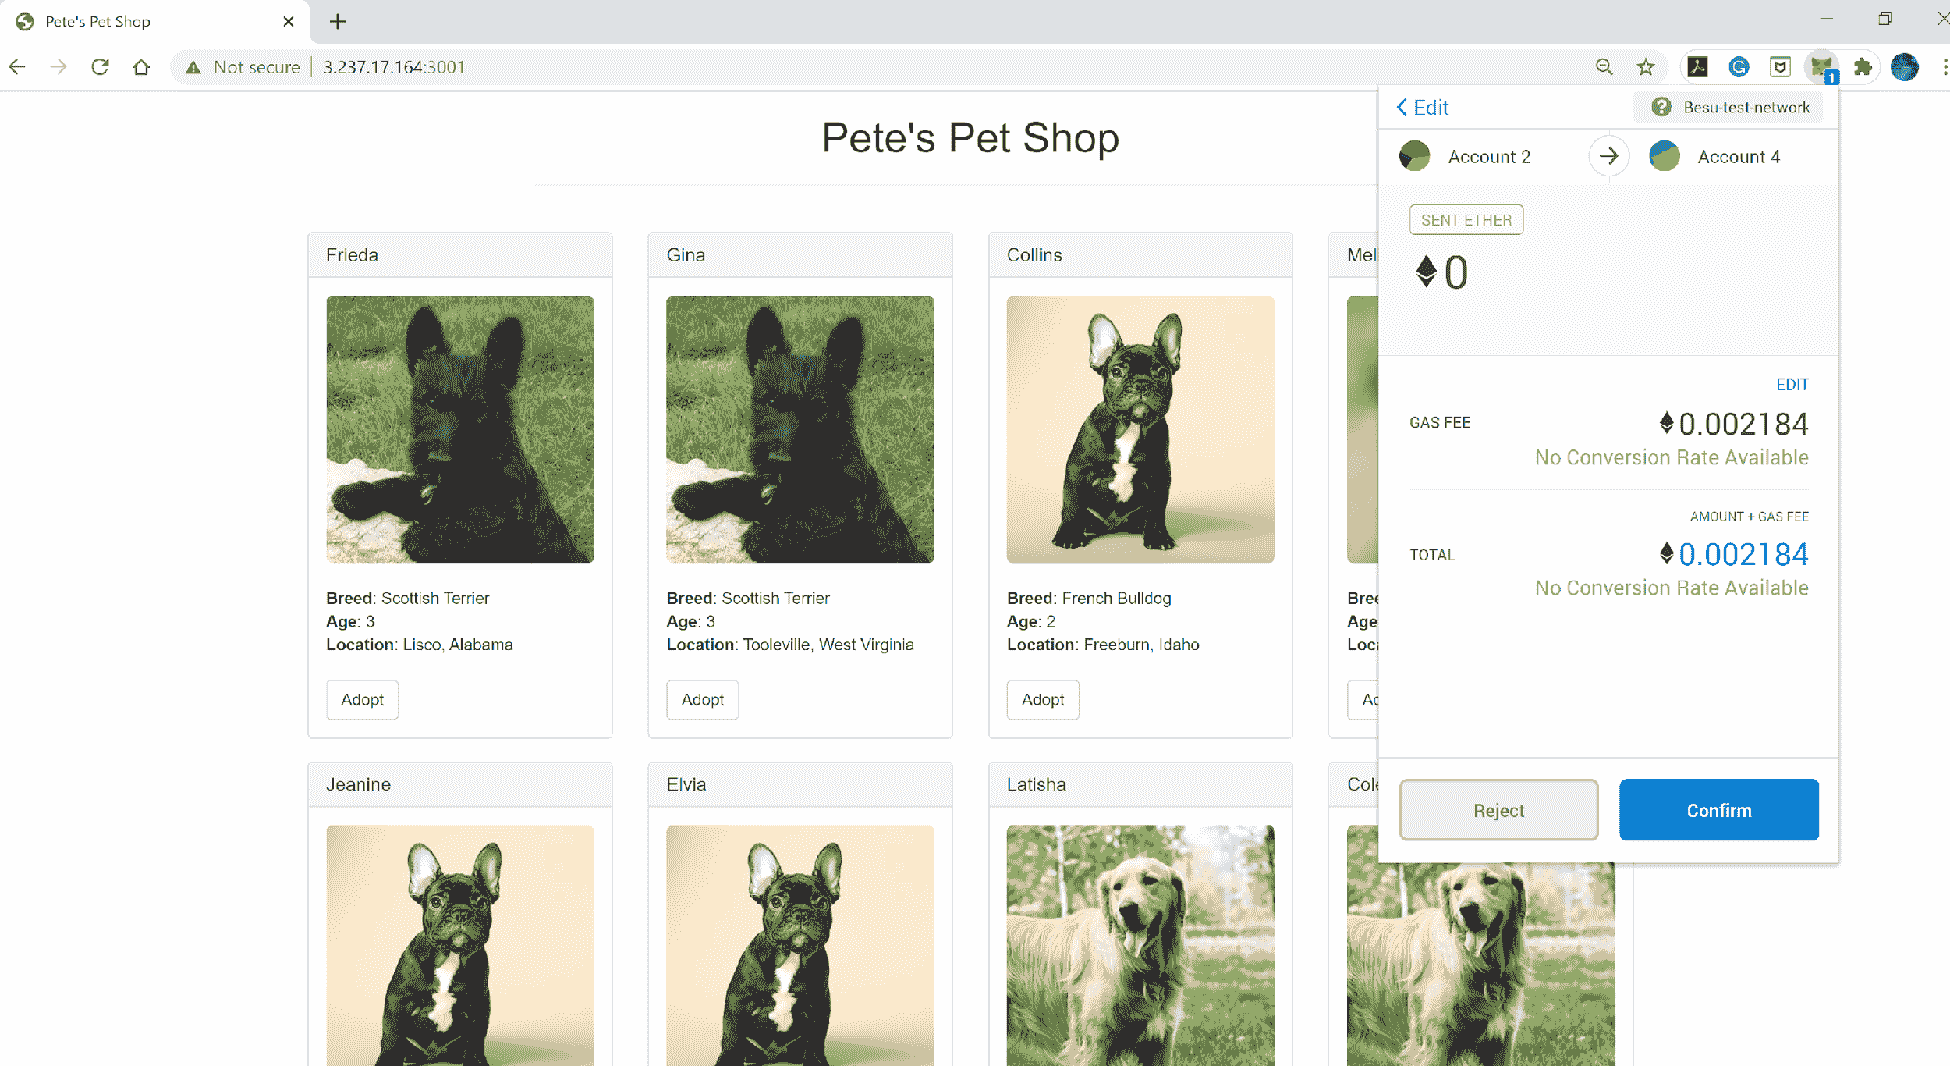 Pete's Pet Shop
Not secure
3.237.17.164:3001
1
Edit
Besu-test-network
Account 2
Account 4
SENT ETHER
0
EDIT
GAS FEE
0.002184
No Conversion Rate Available
AMOUNT + GAS FEE
TOTAL
0.002184
No Conversion Rate Available
Reject
Confirm
Pete's Pet Shop
Frieda
Breed: Scottish Terrier
Age: 3
Location: Lisco, Alabama
Adopt
Gina
Breed: Scottish Terrier
Age: 3
Location: Tooleville, West Virginia
Adopt
Collins
Breed: French Bulldog
Age: 2
Location: Freeburn, Idaho
Adopt
Mel
Bree
Age
Loc
Ad
Jeanine
Elvia
Latisha
Cole